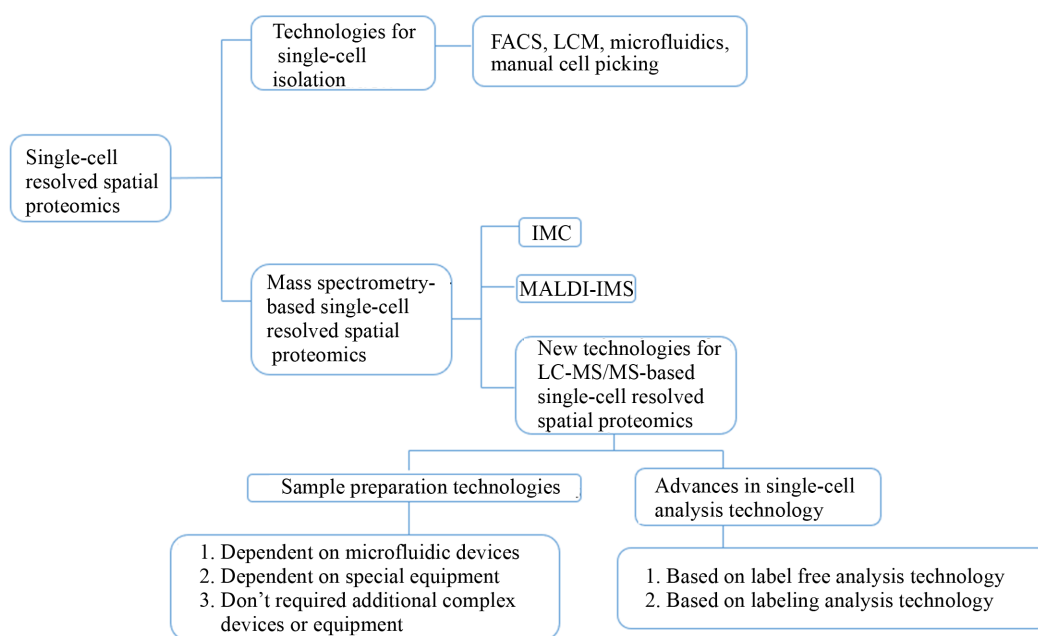 Technologies for
single-cell
isolation
FACS, LCM, microfluidics,
manual cell picking
Single-cell
resolved spatial
proteomics
IMC
Mass spectrometry-
based single-cell
resolved spatial
proteomics
MALDI-IMS
New technologies for
LC-MS/MS-based
single-cell resolved
spatial proteomics
Sample preparation technologies
Advances in single-cell
analysis technology
1. Dependent on microfluidic devices
2. Dependent on special equipment
3. Don’t required additional complex
devices or equipment
1. Based on label free analysis technology
2. Based on labeling analysis technology